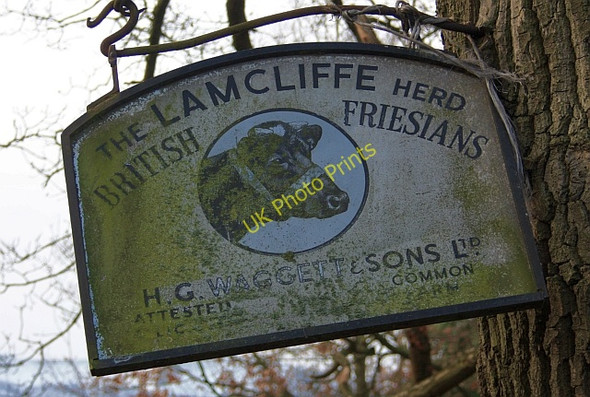 THE LAMCLIFFE HERD
BRITISH FRIESIANS
UK Photo Prints
H.G. WAGGETT & SONS LTD
ATTESTED COMMON